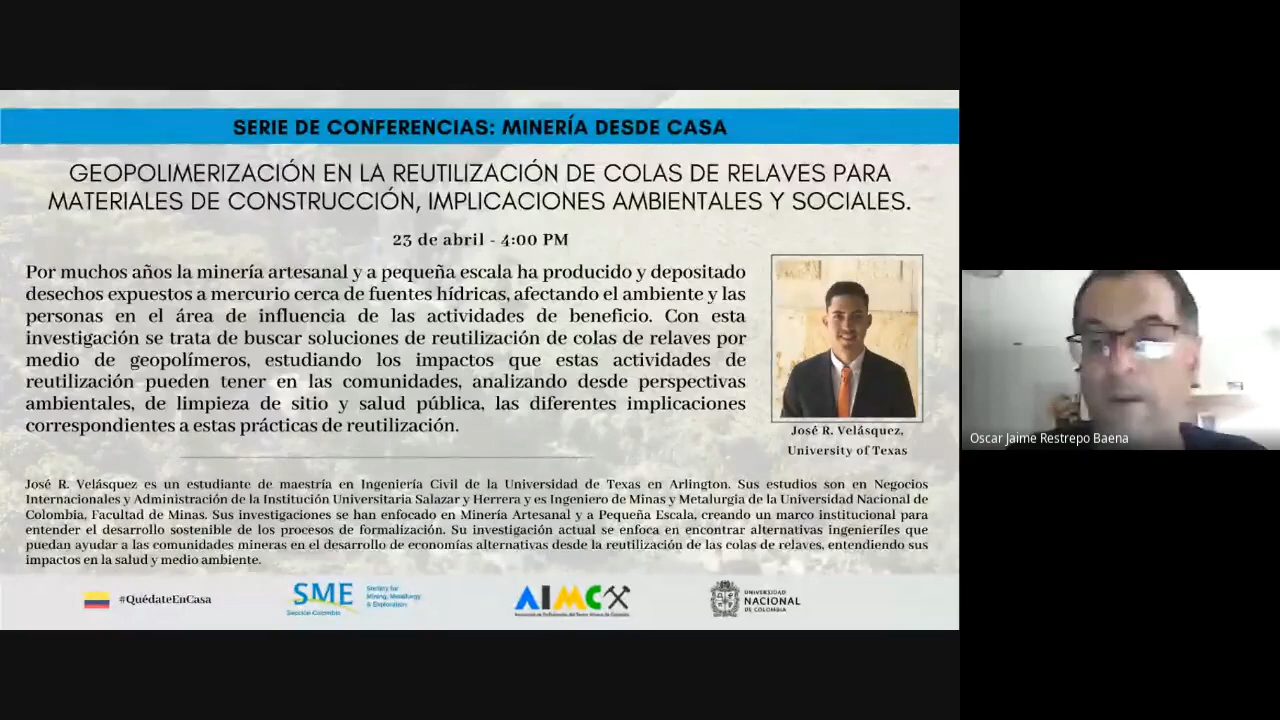 SERIE DE CONFERENCIAS: MINERÍA DESDE CASA
GEOPOLIMERIZACIÓN EN LA REUTILIZACIÓN DE COLAS DE RELAVES PARA
MATERIALES DE CONSTRUCCIÓN, IMPLICACIONES AMBIENTALES Y SOCIALES.
23 de abril - 4:00 PM
Por muchos años la minería artesanal y a pequeña escala ha producido y depositado
desechos expuestos a mercurio cerca de fuentes hídricas, afectando el ambiente y las
personas en el área de influencia de las actividades de beneficio. Con esta
investigación se trata de buscar soluciones de reutilización de colas de relaves por
medio de geopolímeros, estudiando los impactos que estas actividades de
reutilización pueden tener en las comunidades, analizando desde perspectivas
ambientales, de limpieza de sitio y salud pública, las diferentes implicaciones
correspondientes a estas prácticas de reutilización.
José R. Velásquez,
University of Texas
José R. Velásquez es un estudiante de maestría en Ingeniería Civil de la Universidad de Texas en Arlington. Sus estudios son en Negocios
Internacionales y Administración de la Institución Universitaria Salazar y Herrera y es Ingeniero de Minas y Metalurgia de la Universidad Nacional de
Colombia, Facultad de Minas. Sus investigaciones se han enfocado en Minería Artesanal y a Pequeña Escala, creando un marco institucional para
entender el desarrollo sostenible de los procesos de formalización. Su investigación actual se enfoca en encontrar alternativas ingenieríles que
puedan ayudar a las comunidades mineras en el desarrollo de economías alternativas desde la reutilización de las colas de relaves, entendiendo sus
impactos en la salud y medio ambiente.
#QuédateEnCasa
SME
Sección Colombia
Society for
Mining, Metallurgy
& Exploration
AIMC
UNIVERSIDAD
NACIONAL
DE COLOMBIA
Oscar Jaime Restrepo Baena